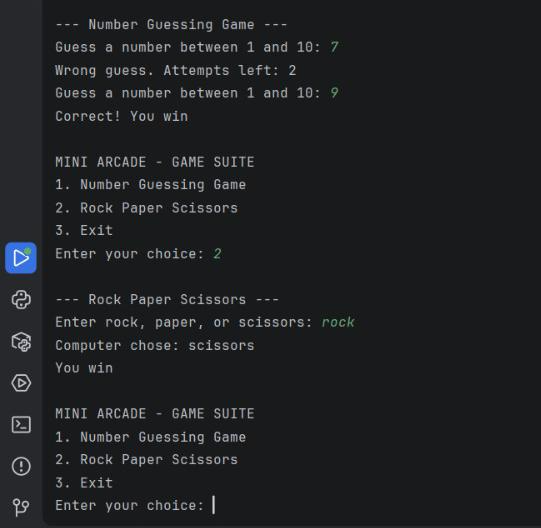 --- Number Guessing Game ---
Guess a number between 1 and 10: 7
Wrong guess. Attempts left: 2
Guess a number between 1 and 10: 9
Correct! You win
MINI ARCADE - GAME SUITE
1. Number Guessing Game
2. Rock Paper Scissors
3. Exit
Enter your choice: 2
--- Rock Paper Scissors ---
Enter rock, paper, or scissors: rock
Computer chose: scissors
You win
MINI ARCADE - GAME SUITE
1. Number Guessing Game
2. Rock Paper Scissors
3. Exit
Enter your choice: